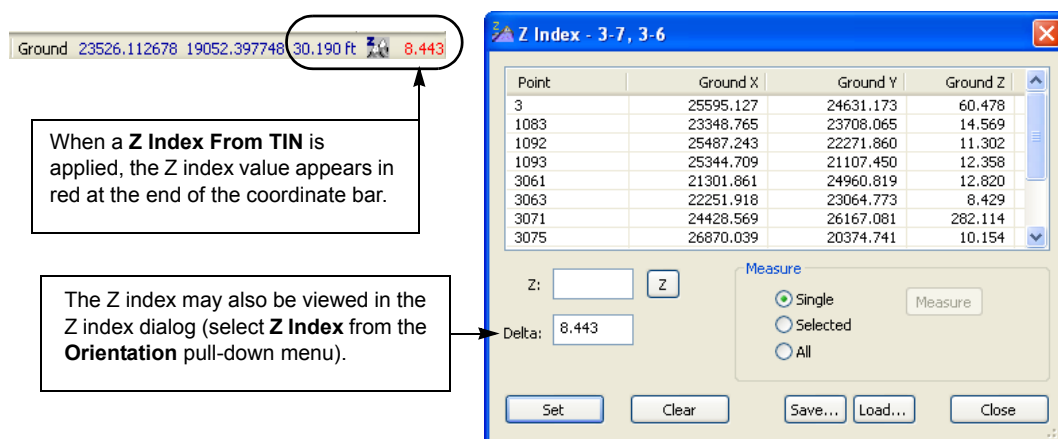 Ground 23526.112678 19052.397748 30.190 ft Z 8.443
When a Z Index From TIN is
applied, the Z index value appears in
red at the end of the coordinate bar.
The Z index may also be viewed in the
Z index dialog (select Z Index from the
Orientation pull-down menu).
Z Index - 3-7, 3-6
Point Ground X Ground Y Ground Z
3 25595.127 24631.173 60.478
1083 23348.765 23708.065 14.569
1092 25487.243 22271.860 11.302
1093 25344.709 21107.450 12.358
3061 21301.861 24960.819 12.820
3063 22251.918 23064.773 8.429
3071 24428.569 26167.081 282.114
3075 26870.039 20374.741 10.154
Z: Z
Delta: 8.443
Measure
Single Measure
Selected
All
Set Clear Save... Load... Close